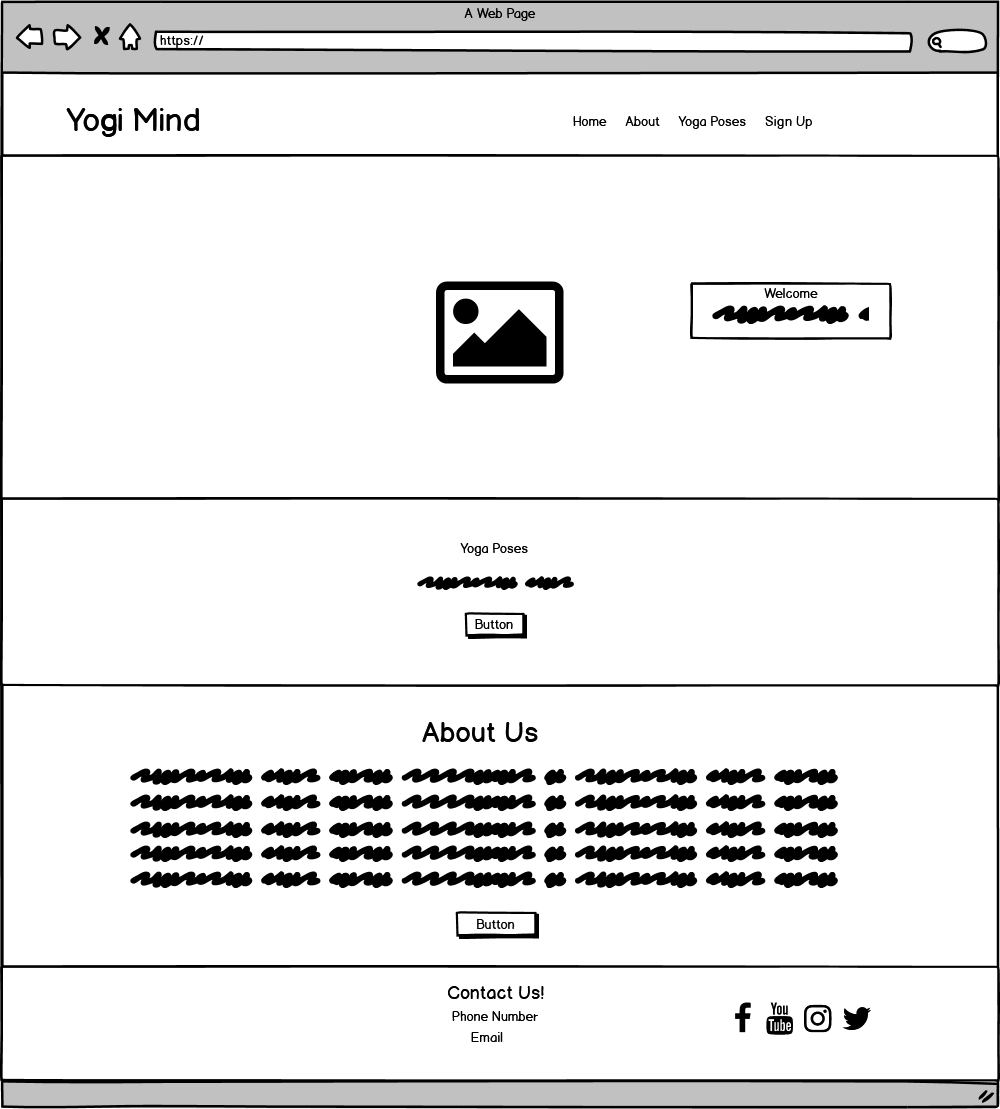 A Web Page
https://
Yogi Mind
Home About Yoga Poses Sign Up
Welcome
Yoga Poses
Button
About Us
Button
Contact Us!
Phone Number
Email
You
Tube